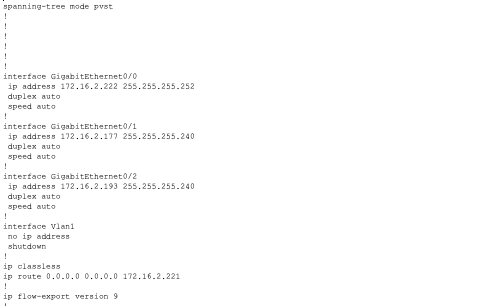 spanning-tree mode pvst
!
!
!
!
!
!
interface GigabitEthernet0/0
 ip address 172.16.2.222 255.255.255.252
 duplex auto
 speed auto
!
interface GigabitEthernet0/1
 ip address 172.16.2.177 255.255.255.240
 duplex auto
 speed auto
!
interface GigabitEthernet0/2
 ip address 172.16.2.193 255.255.255.240
 duplex auto
 speed auto
!
interface Vlan1
 no ip address
 shutdown
!
ip classless
ip route 0.0.0.0 0.0.0.0 172.16.2.221
!
ip flow-export version 9
!